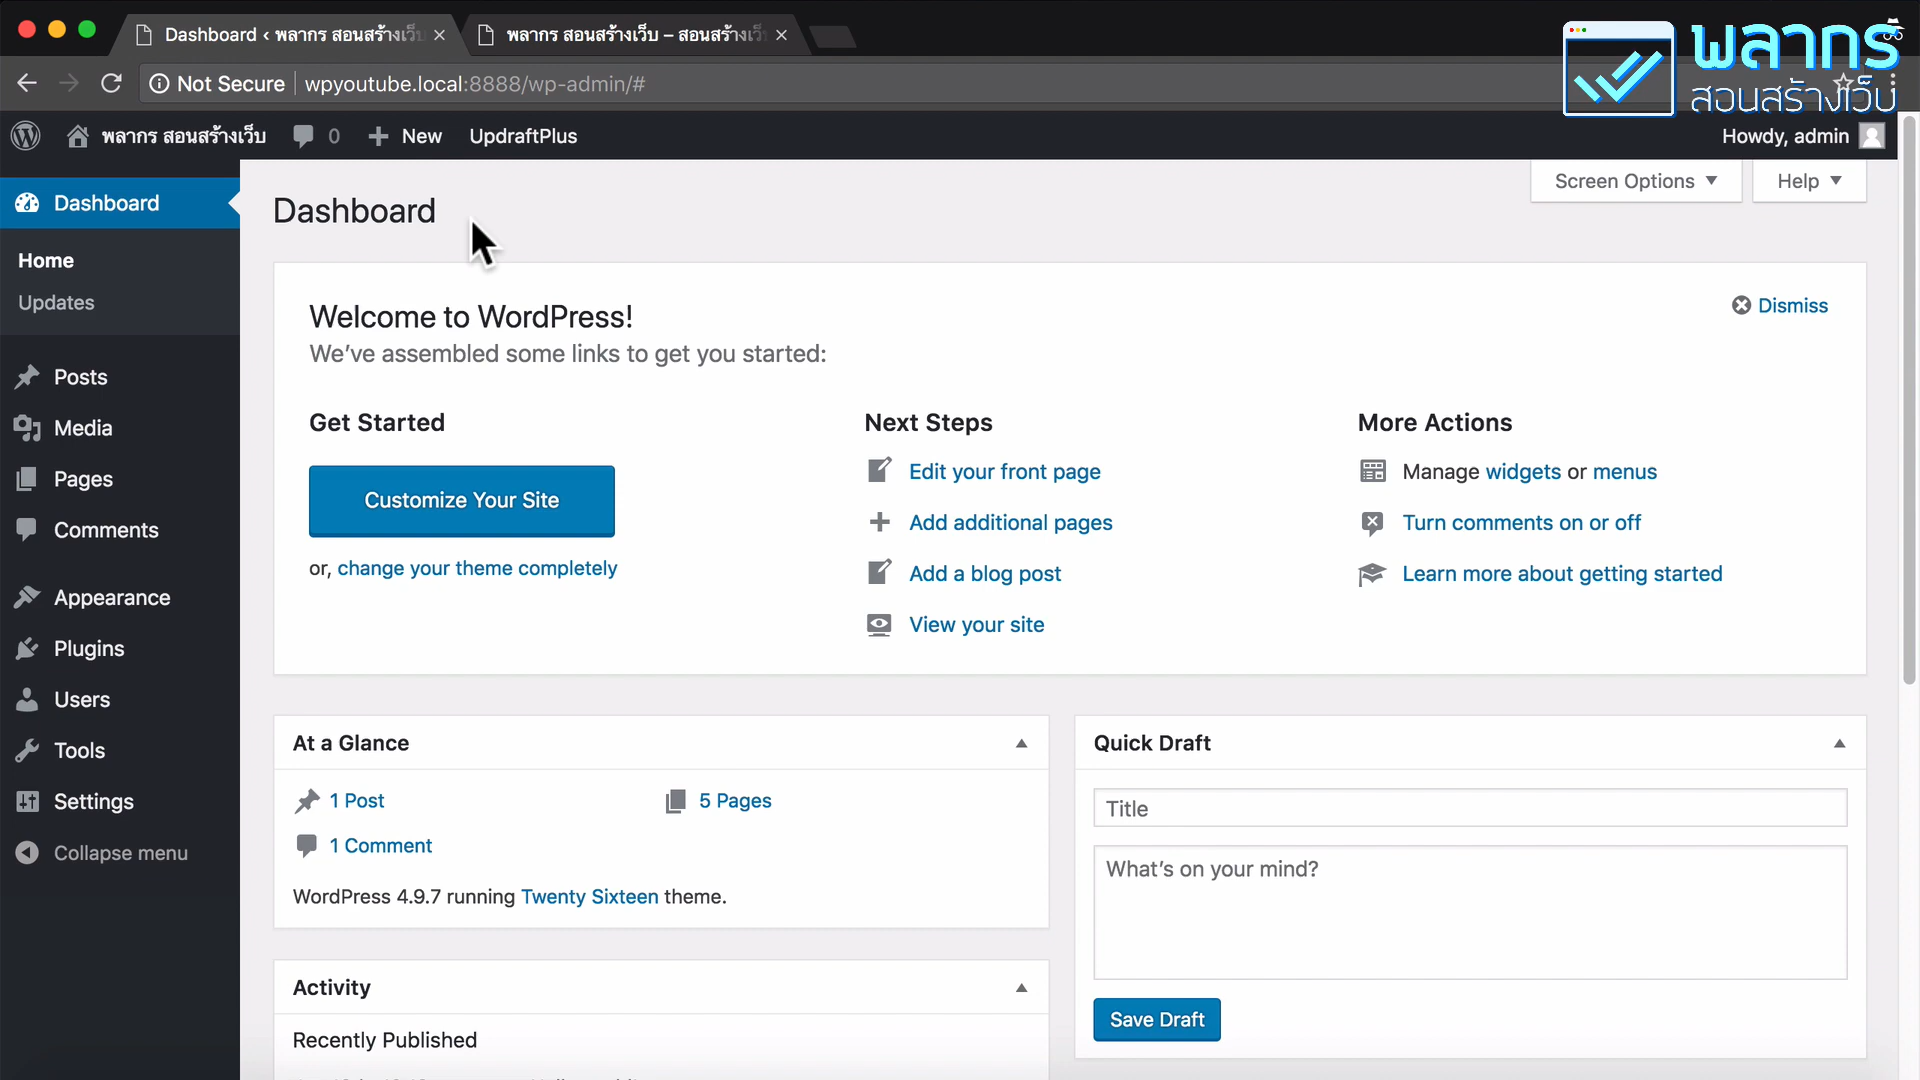 Dashboard ‹ พลากร สอนสร้างเว็บ
พลากร สอนสร้างเว็บ – สอนสร้างเว็บ
พลากร
สอนสร้างเว็บ
Not Secure
wpyoutube.local:8888/wp-admin/#
พลากร สอนสร้างเว็บ
0
New
UpdraftPlus
Howdy, admin
Screen Options
Help
Dashboard
Home
Updates
Posts
Media
Pages
Comments
Appearance
Plugins
Users
Tools
Settings
Collapse menu
Dashboard
Welcome to WordPress!
Dismiss
We’ve assembled some links to get you started:
Get Started
Customize Your Site
or, change your theme completely
Next Steps
Edit your front page
Add additional pages
Add a blog post
View your site
More Actions
Manage widgets or menus
Turn comments on or off
Learn more about getting started
At a Glance
1 Post
5 Pages
1 Comment
WordPress 4.9.7 running Twenty Sixteen theme.
Activity
Recently Published
Quick Draft
Title
What’s on your mind?
Save Draft